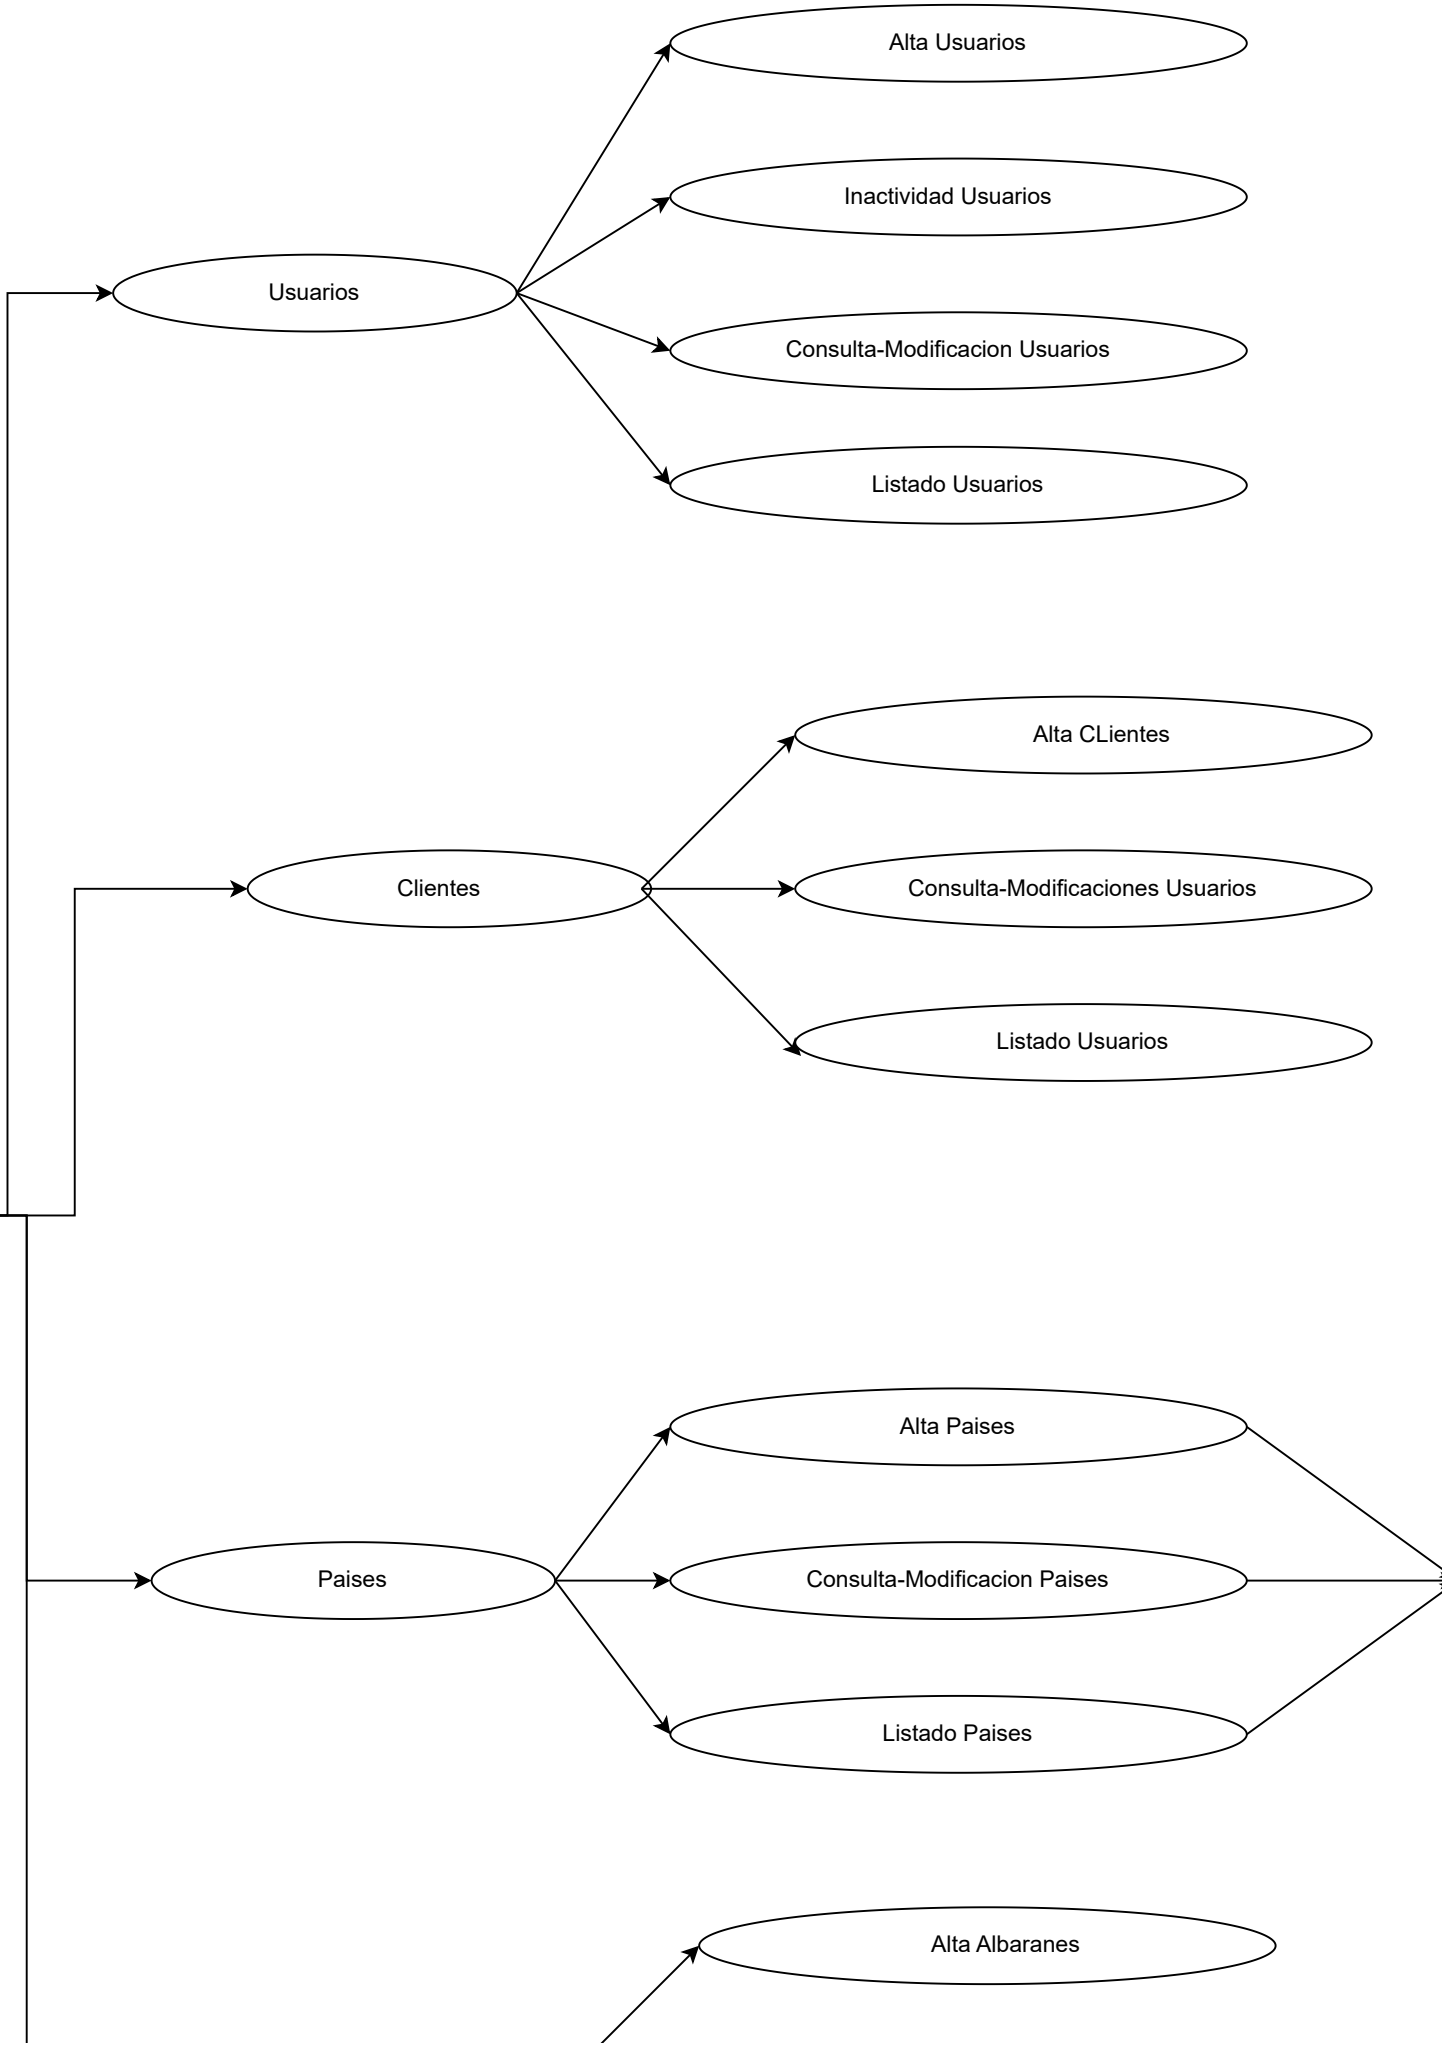 Alta Usuarios
Inactividad Usuarios
Usuarios
Consulta-Modificacion Usuarios
Listado Usuarios
Alta CLientes
Clientes
Consulta-Modificaciones Usuarios
Listado Usuarios
Alta Paises
Paises
Consulta-Modificacion Paises
Listado Paises
Alta Albaranes